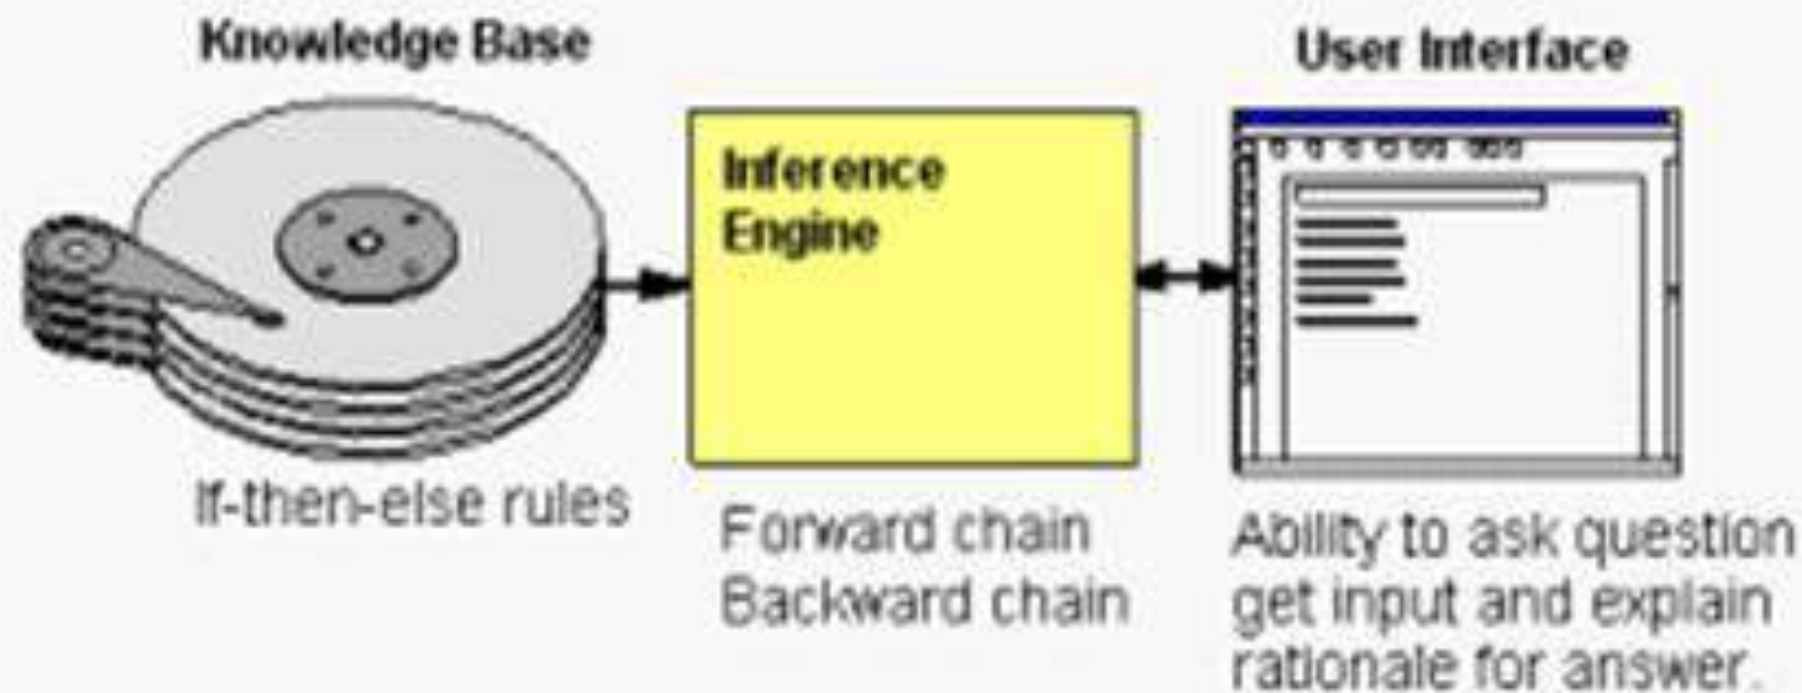 Knowledge Base
If-then-else rules
Inference
Engine
Forward chain
Backward chain
User Interface
Ability to ask question
get input and explain
rationale for answer.